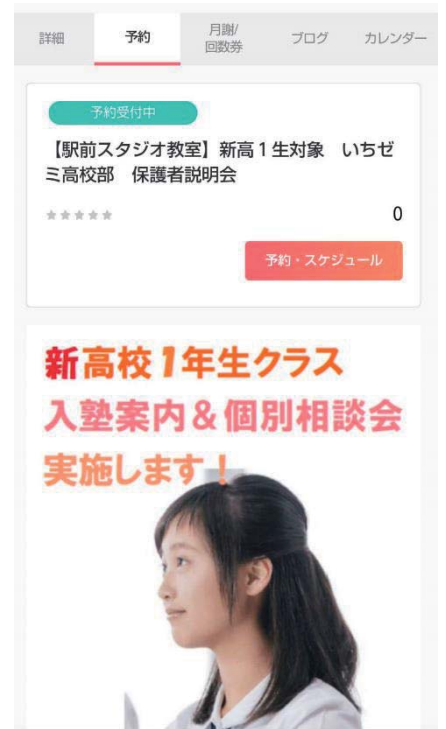 詳細
予約
月謝/
回数券
ブログ
カレンダー
予約受付中
【駅前スタジオ教室】新高１生対象　いちゼ
ミ高校部　保護者説明会
★★★★★
0
予約・スケジュール
新高校1年生クラス
入塾案内＆個別相談会
実施します！